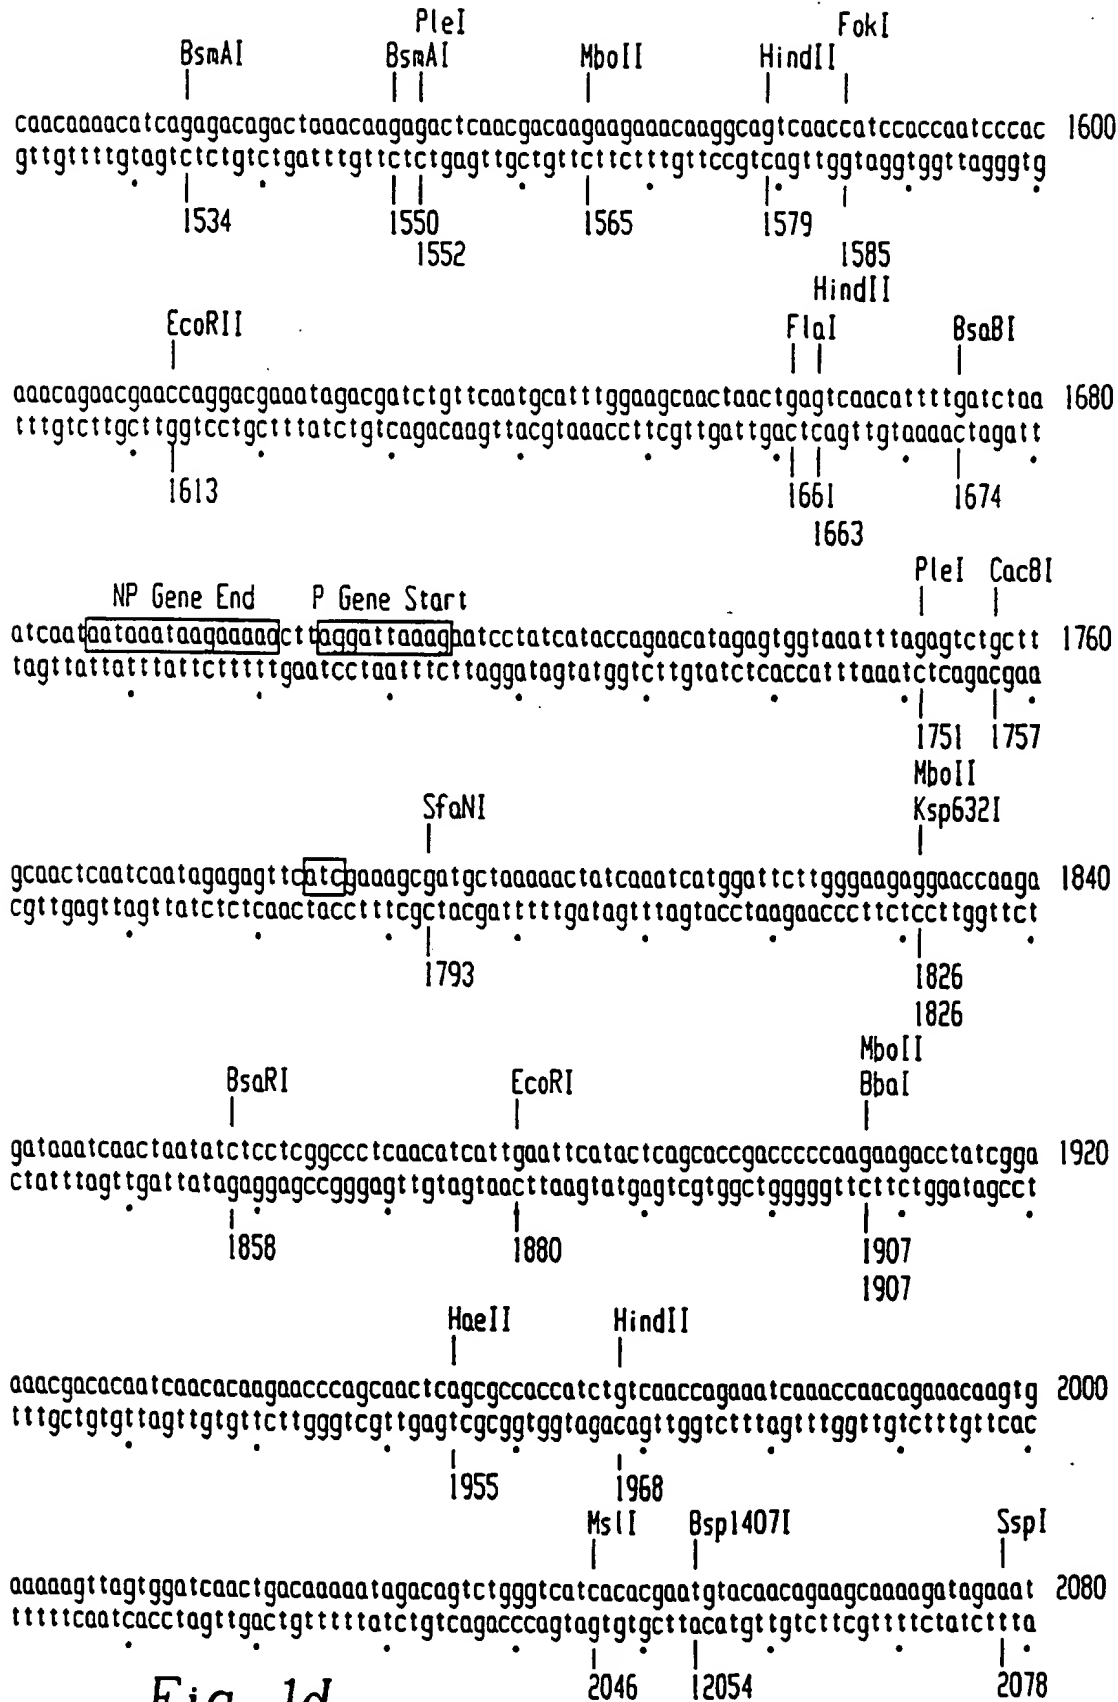 PleI FokI
BsmAI BsmAI MboII HindII
caacaaaacatcagagacagactaaacaagagactcaacgacaagaagaaacaaggcagtcaaccatccaccaatcccac 1600
gttgttttgtagtctctgtctgatttgttctctgagttgctgttcttctttgttccgtcagttggtaggtggttagggtg
1534 1550 1565 1579
1552 1585
HindII
EcoRII FlaI BsaBI
aaacagaacgaaccaggacgaaatagacgatctgttcaatgcatttggaagcaactaactgagtcaacattttgatctaa 1680
tttgtcttgcttggtcctgctttatctgtcagacaagttacgtaaaccttcgttgattgactcagttgtaaaactagatt
1613 1661 1674
1663
PleI Cac8I
NP Gene End P Gene Start
atcaataataaataagaaaaacttaggattaaagaatcctatcataccagaacatagagtggtaaatttagagtctgctt 1760
tagttattatttattctttttgaatcctaatttcttaggatagtatggtcttgtatctcaccatttaaatctcagacgaa
1751 1757
MboII
SfaNI Ksp632I
gcaactcaatcaatagagagttcatcgaaagcgatgctaaaaactatcaaatcatggattcttgggaagaggaaccaaga 1840
cgttgagttagttatctctcaactacctttcgctacgatttttgatagtttagtacctaagaacccttctccttggttct
1793 1826
1826
MboII
BsaRI EcoRI BbaI
gataaatcaactaatatctcctcggccctcaacatcattgaattcatactcagcaccgacccccaagaagacctatcgga 1920
ctatttagttgattatagaggagccgggagttgtagtaacttaagtatgagtcgtggctgggggttcttctggatagcct
1858 1880 1907
1907
HaeII HindII
aaacgacacaatcaacacaagaacccagcaactcagcgccaccatctgtcaaccagaaatcaaaccaacagaaacaagtg 2000
tttgctgtgttagttgtgttcttgggtcgttgagtcgcggtggtagacagttggtctttagtttggttgtctttgttcac
1955 1968
MslI Bsp1407I SspI
aaaaagttagtggatcaactgacaaaaatagacagtctgggtcatcacacgaatgtacaacagaagcaaaagatagaaat 2080
tttttcaatcacctagttgactgtttttatctgtcagacccagtagtgtgcttacatgttgtcttcgttttctatcttta
2046 12054 2078
Fig. 1d